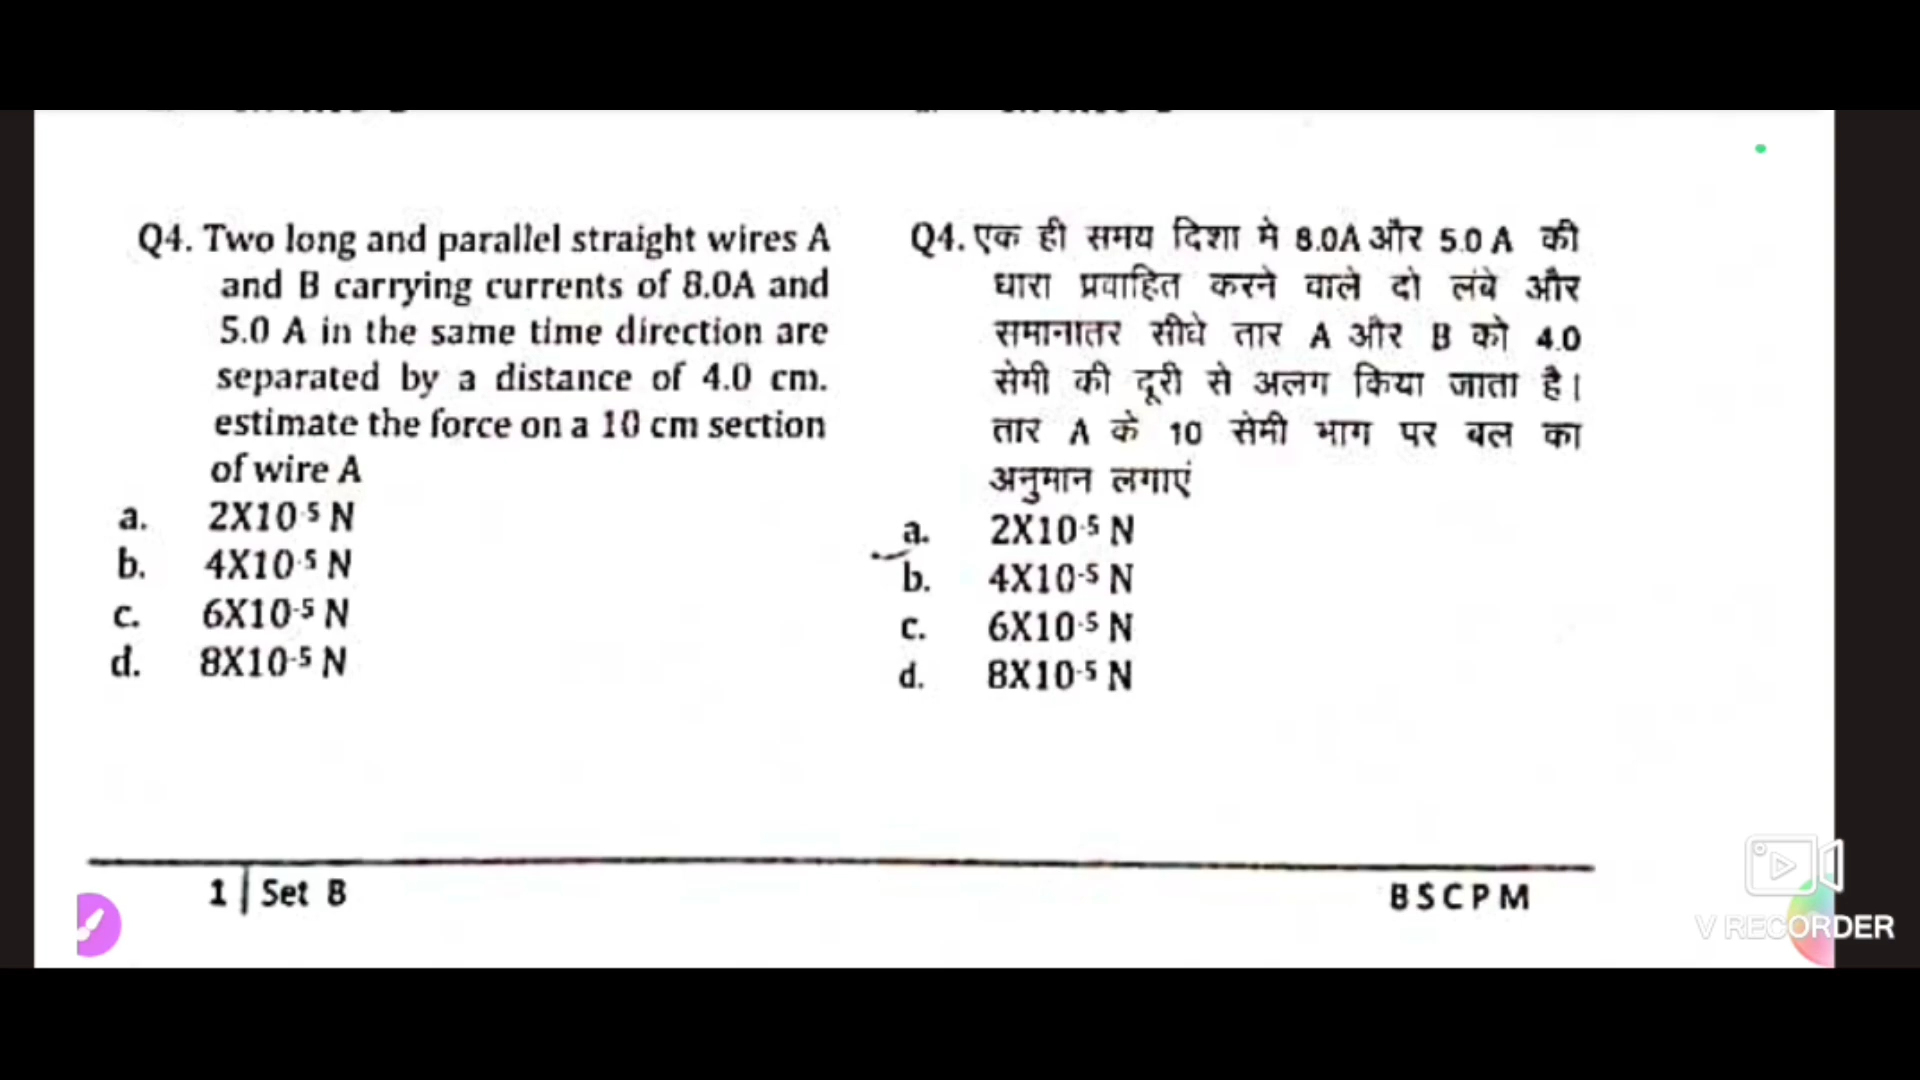 Q4. Two long and parallel straight wires A
and B carrying currents of 8.0A and
5.0 A in the same time direction are
separated by a distance of 4.0 cm.
estimate the force on a 10 cm section
of wire A
a. 2X10-5 N
b. 4X10-5 N
c. 6X10-5 N
d. 8X10-5 N
Q4. एक ही समय दिशा मे 8.0A और 5.0 A की
धारा प्रवाहित करने वाले दो लंबे और
समानातर सीधे तार A और B को 4.0
सेमी की दूरी से अलग किया जाता है।
तार A के 10 सेमी भाग पर बल का
अनुमान लगाएं
a. 2X10-5 N
b. 4X10-5 N
c. 6X10-5 N
d. 8X10-5 N
1 | Set B
BSCPM
V RECORDER